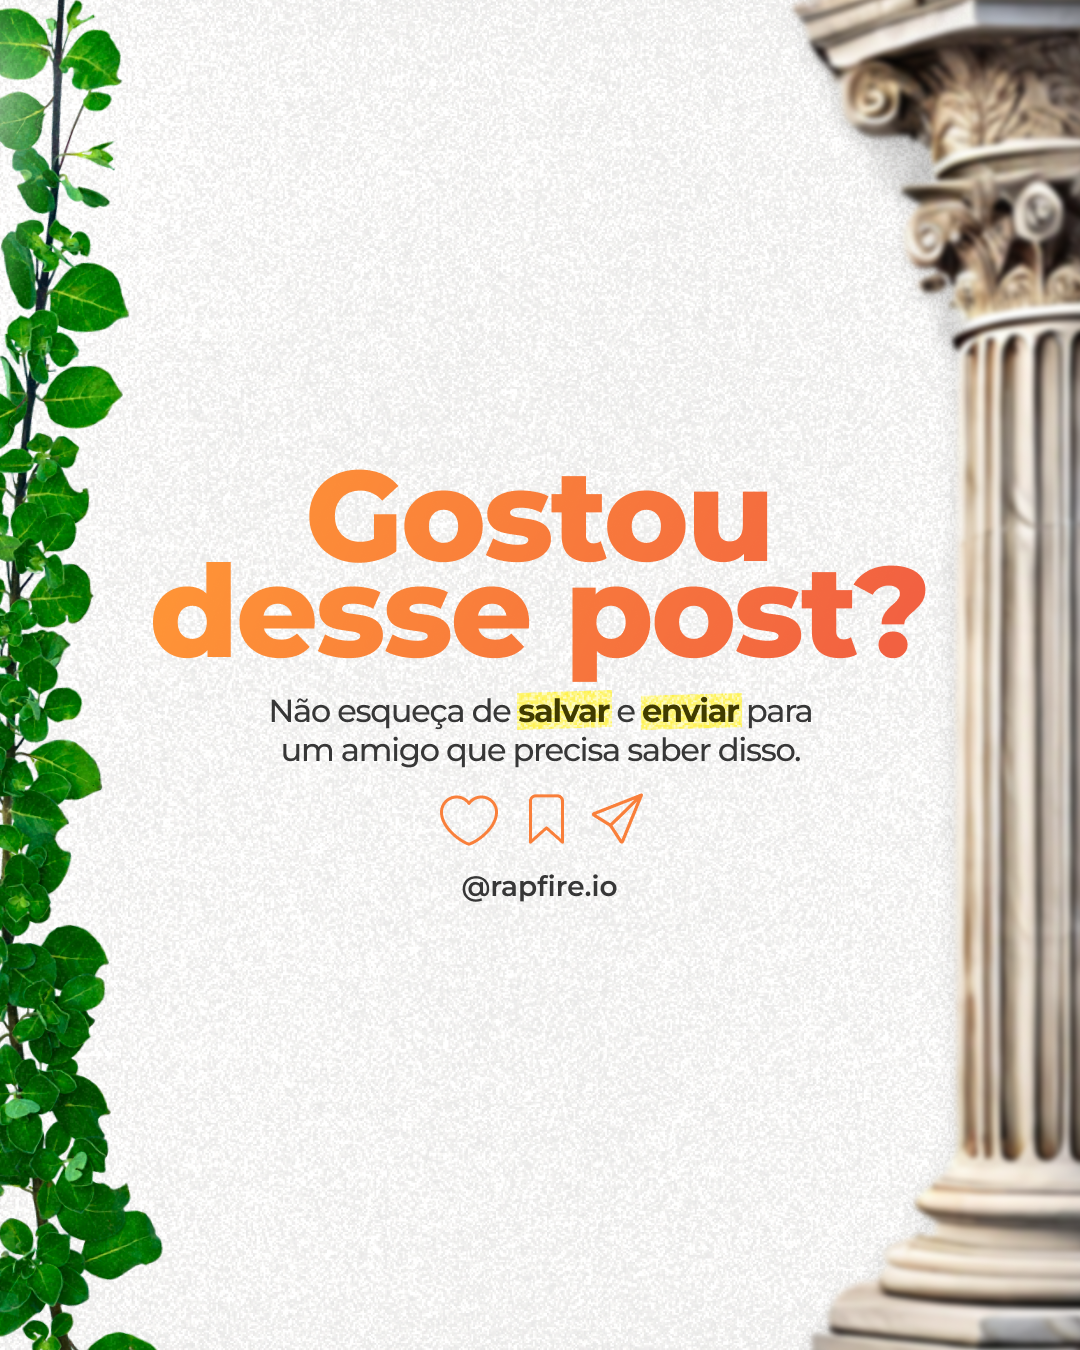 Gostou
desse post?
Não esqueça de salvar e enviar para
um amigo que precisa saber disso.
@rapfire.io